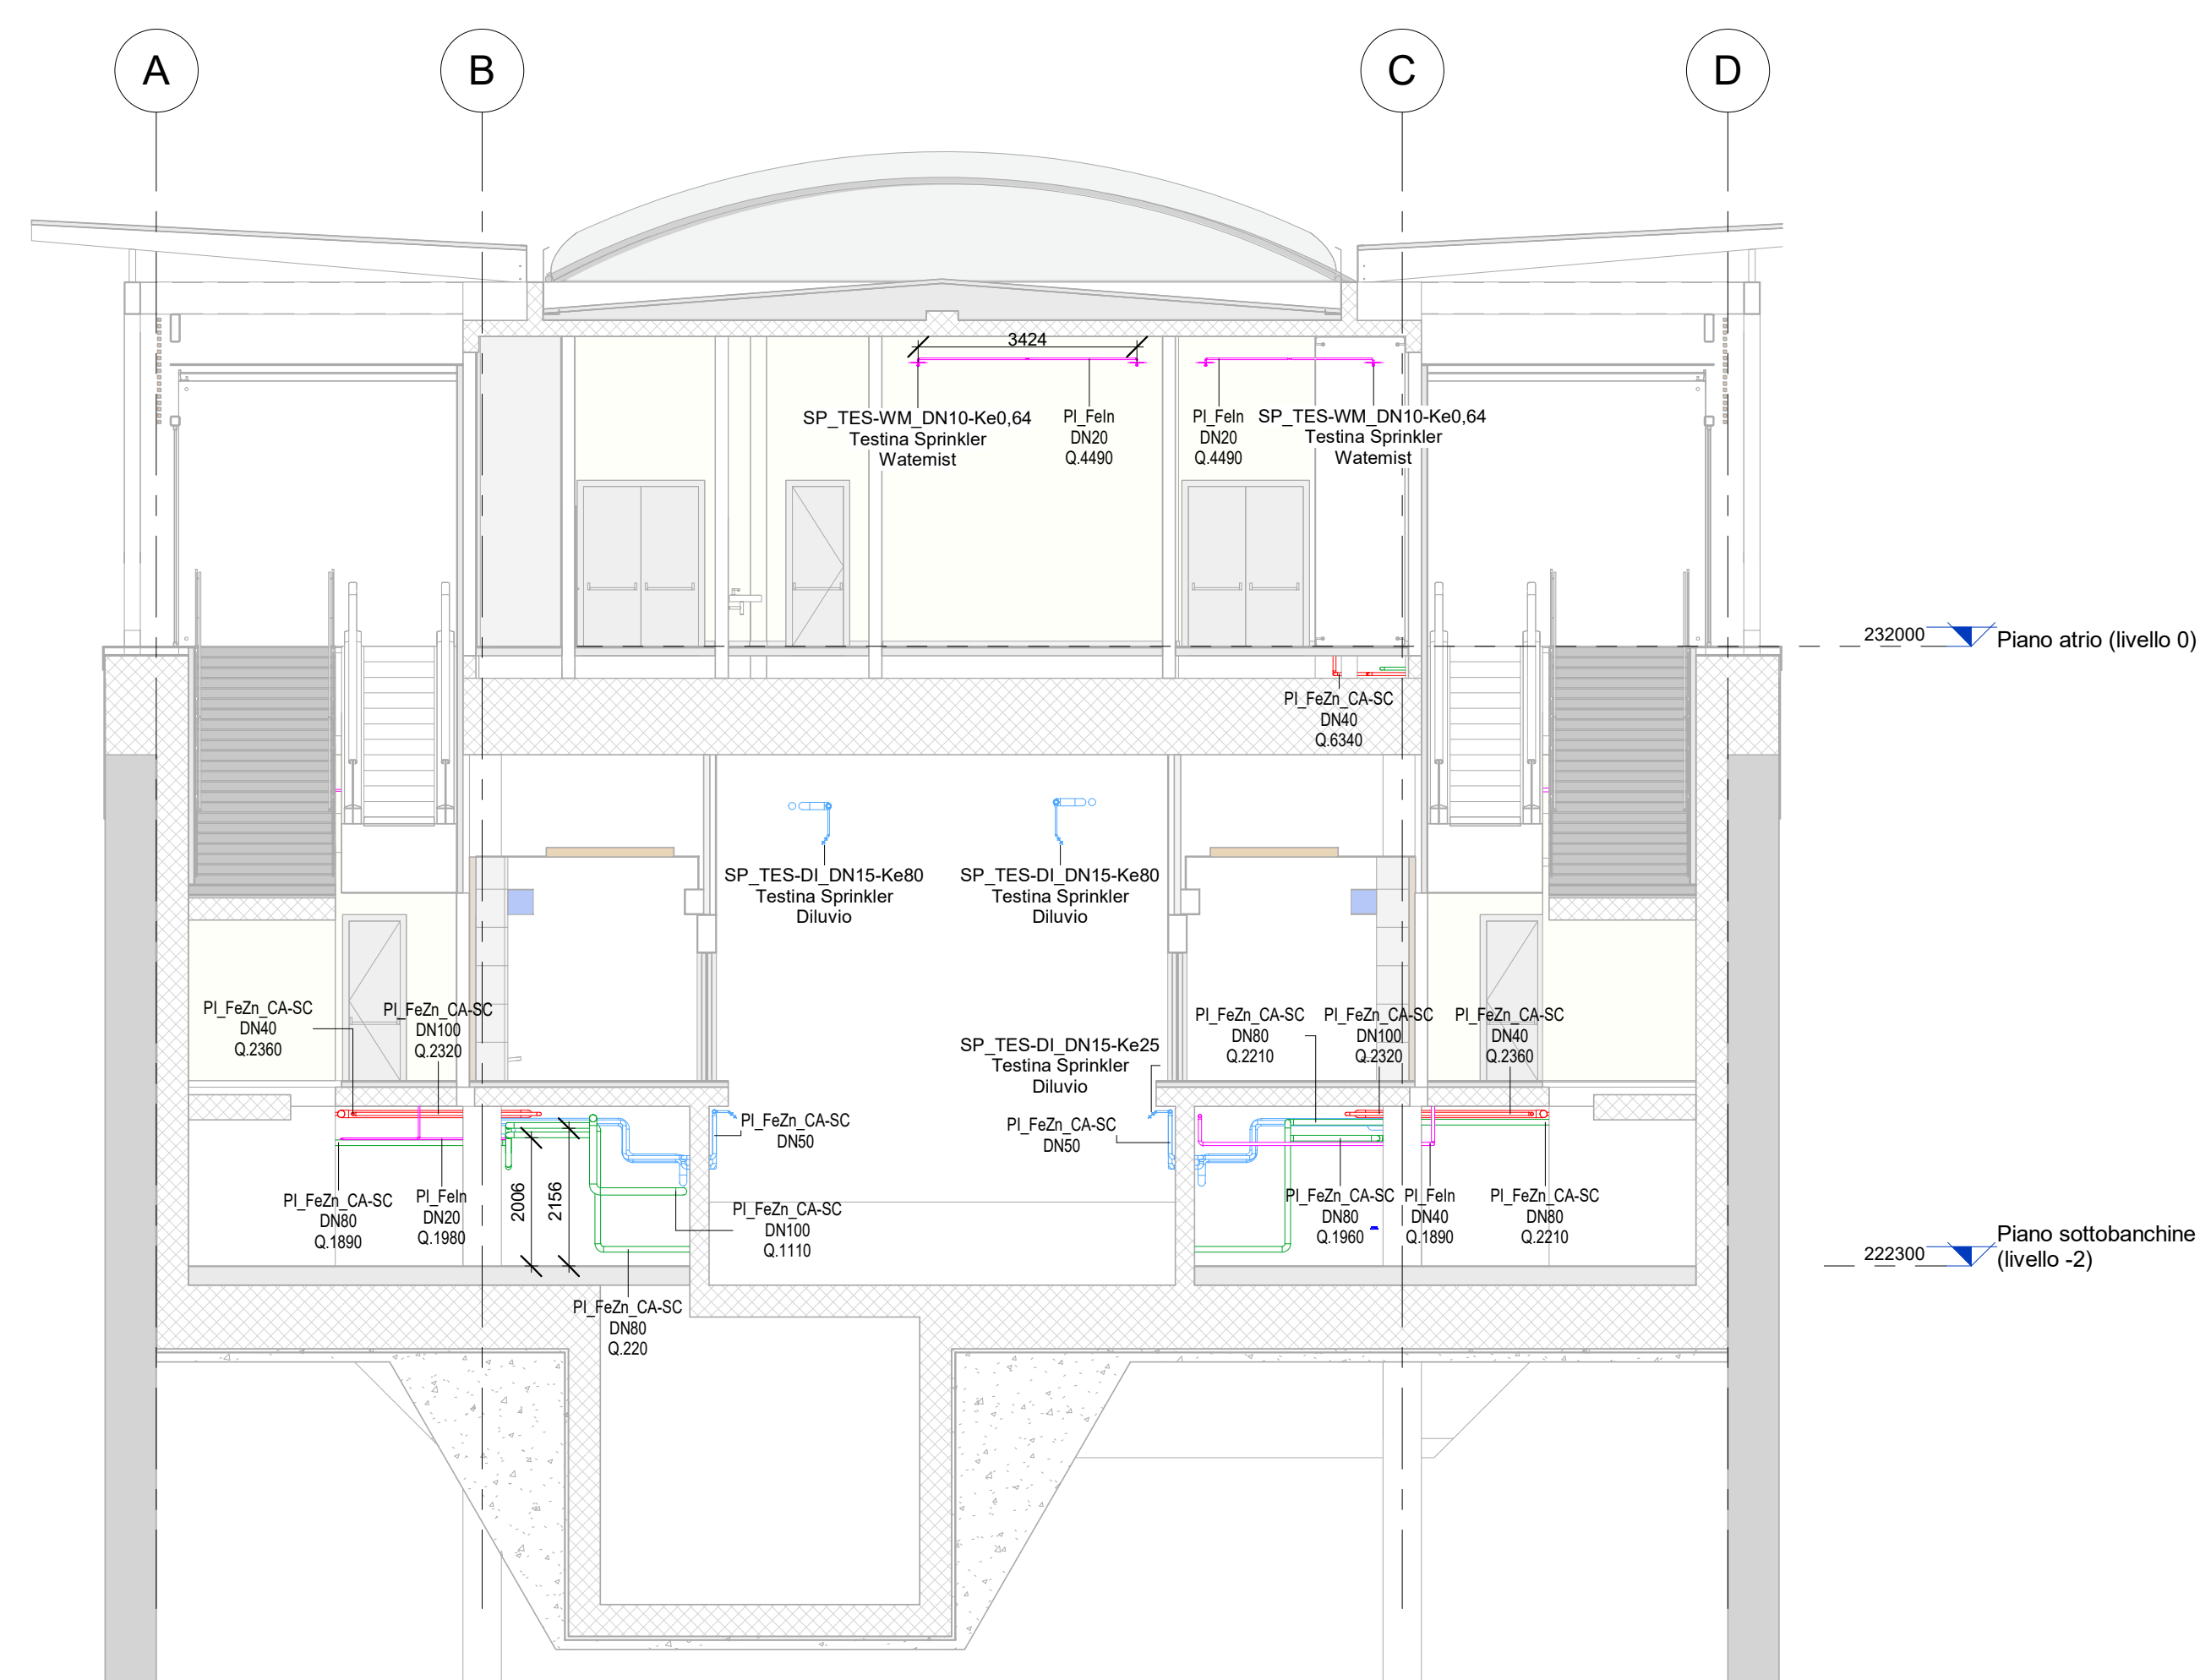 A
B
C
D
3424
SP_TES-WM_DN10-Ke0,64
Testina Sprinkler
Watemist
PI_FeIn
DN20
Q.4490
PI_FeIn
DN20
Q.4490
SP_TES-WM_DN10-Ke0,64
Testina Sprinkler
Watemist
232000
Piano atrio (livello 0)
PI_FeZn_CA-SC
DN40
Q.6340
SP_TES-DI_DN15-Ke80
Testina Sprinkler
Diluvio
SP_TES-DI_DN15-Ke80
Testina Sprinkler
Diluvio
PI_FeZn_CA-SC
DN40
Q.2360
PI_FeZn_CA-SC
DN100
Q.2320
SP_TES-DI_DN15-Ke25
Testina Sprinkler
Diluvio
PI_FeZn_CA-SC
DN80
Q.2210
PI_FeZn_CA-SC
DN100
Q.2320
PI_FeZn_CA-SC
DN40
Q.2360
PI_FeZn_CA-SC
DN50
PI_FeZn_CA-SC
DN50
PI_FeZn_CA-SC
DN80
Q.1890
PI_FeIn
DN20
Q.1980
2006
2156
PI_FeZn_CA-SC
DN100
Q.1110
PI_FeZn_CA-SC
DN80
Q.1960
PI_FeIn
DN40
Q.1890
PI_FeZn_CA-SC
DN80
Q.2210
222300
Piano sottobanchine
(livello -2)
PI_FeZn_CA-SC
DN80
Q.220